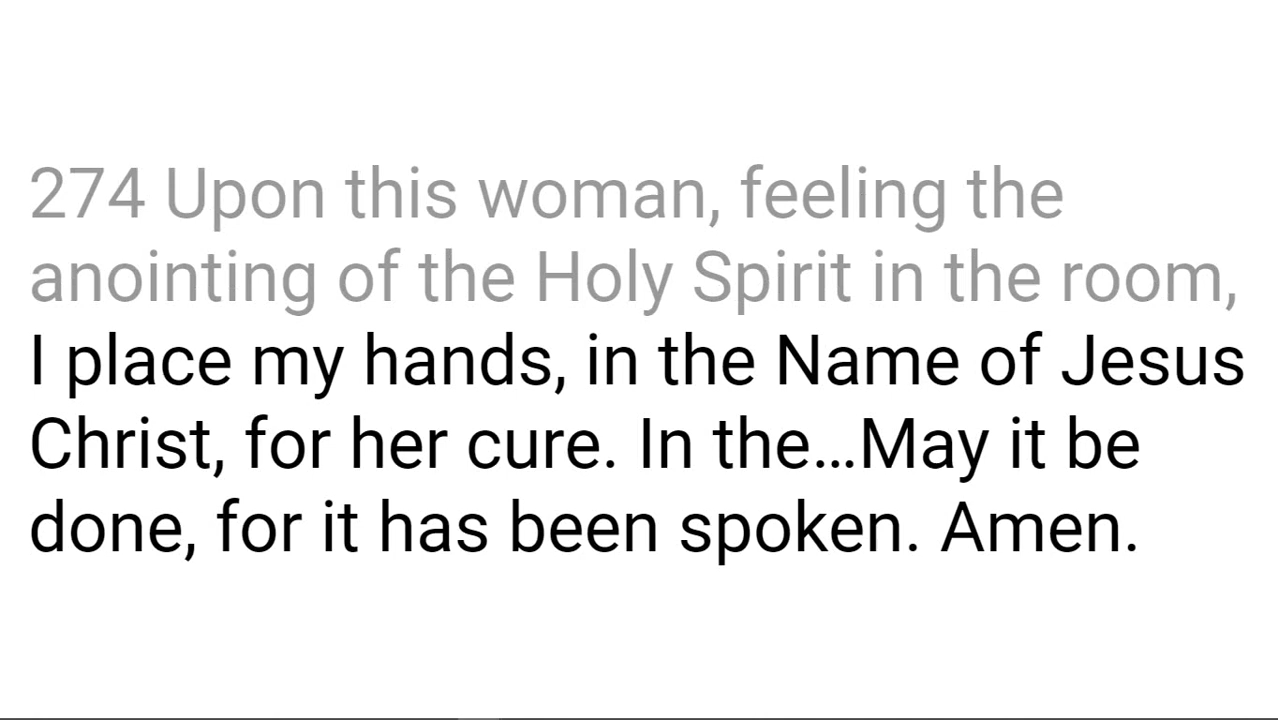 274 Upon this woman, feeling the
anointing of the Holy Spirit in the room,
I place my hands, in the Name of Jesus
Christ, for her cure. In the…May it be
done, for it has been spoken. Amen.